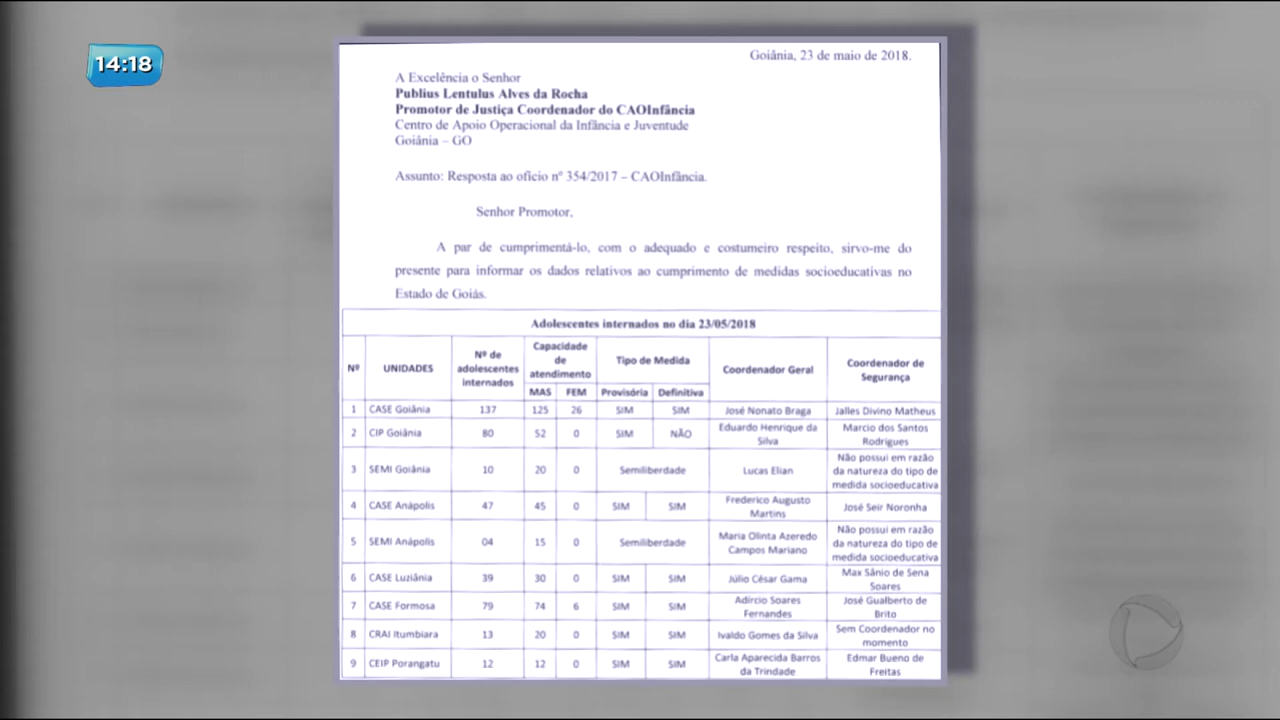 14:18
Goiânia, 23 de maio de 2018.
A Excelência o Senhor
Publius Lentulus Alves da Rocha
Promotor de Justiça Coordenador do CAOInfância
Centro de Apoio Operacional da Infância e Juventude
Goiânia – GO
Assunto: Resposta ao ofício nº 354/2017 – CAOInfância.
Senhor Promotor,
A par de cumprimentá-lo, com o adequado e costumeiro respeito, sirvo-me do
presente para informar os dados relativos ao cumprimento de medidas socioeducativas no
Estado de Goiás.
Adolescentes internados no dia 23/05/2018
Nº UNIDADES Nº de adolescentes internados Capacidade de atendimento Tipo de Medida Coordenador Geral Coordenador de Segurança
MAS FEM Provisória Definitiva
1 CASE Goiânia 137 125 26 SIM SIM José Nonato Braga Jalles Divino Matheus
2 CIP Goiânia 80 52 0 SIM NÃO Eduardo Henrique da Silva Marcio dos Santos Rodrigues
3 SEMI Goiânia 10 20 0 Semiliberdade Lucas Elian Não possui em razão da natureza do tipo de medida socioeducativa
4 CASE Anápolis 47 45 0 SIM SIM Frederico Augusto Martins José Seir Noronha
5 SEMI Anápolis 04 15 0 Semiliberdade Maria Olinta Azeredo Campos Mariano Não possui em razão da natureza do tipo de medida socioeducativa
6 CASE Luziânia 39 30 0 SIM SIM Júlio César Gama Max Sânio de Sena Soares
7 CASE Formosa 79 74 6 SIM SIM Adircio Soares Fernandes José Gualberto de Brito
8 CRAI Itumbiara 13 20 0 SIM SIM Ivaldo Gomes da Silva Sem Coordenador no momento
9 CEIP Porangatu 12 12 0 SIM SIM Carla Aparecida Barros da Trindade Edmar Bueno de Freitas